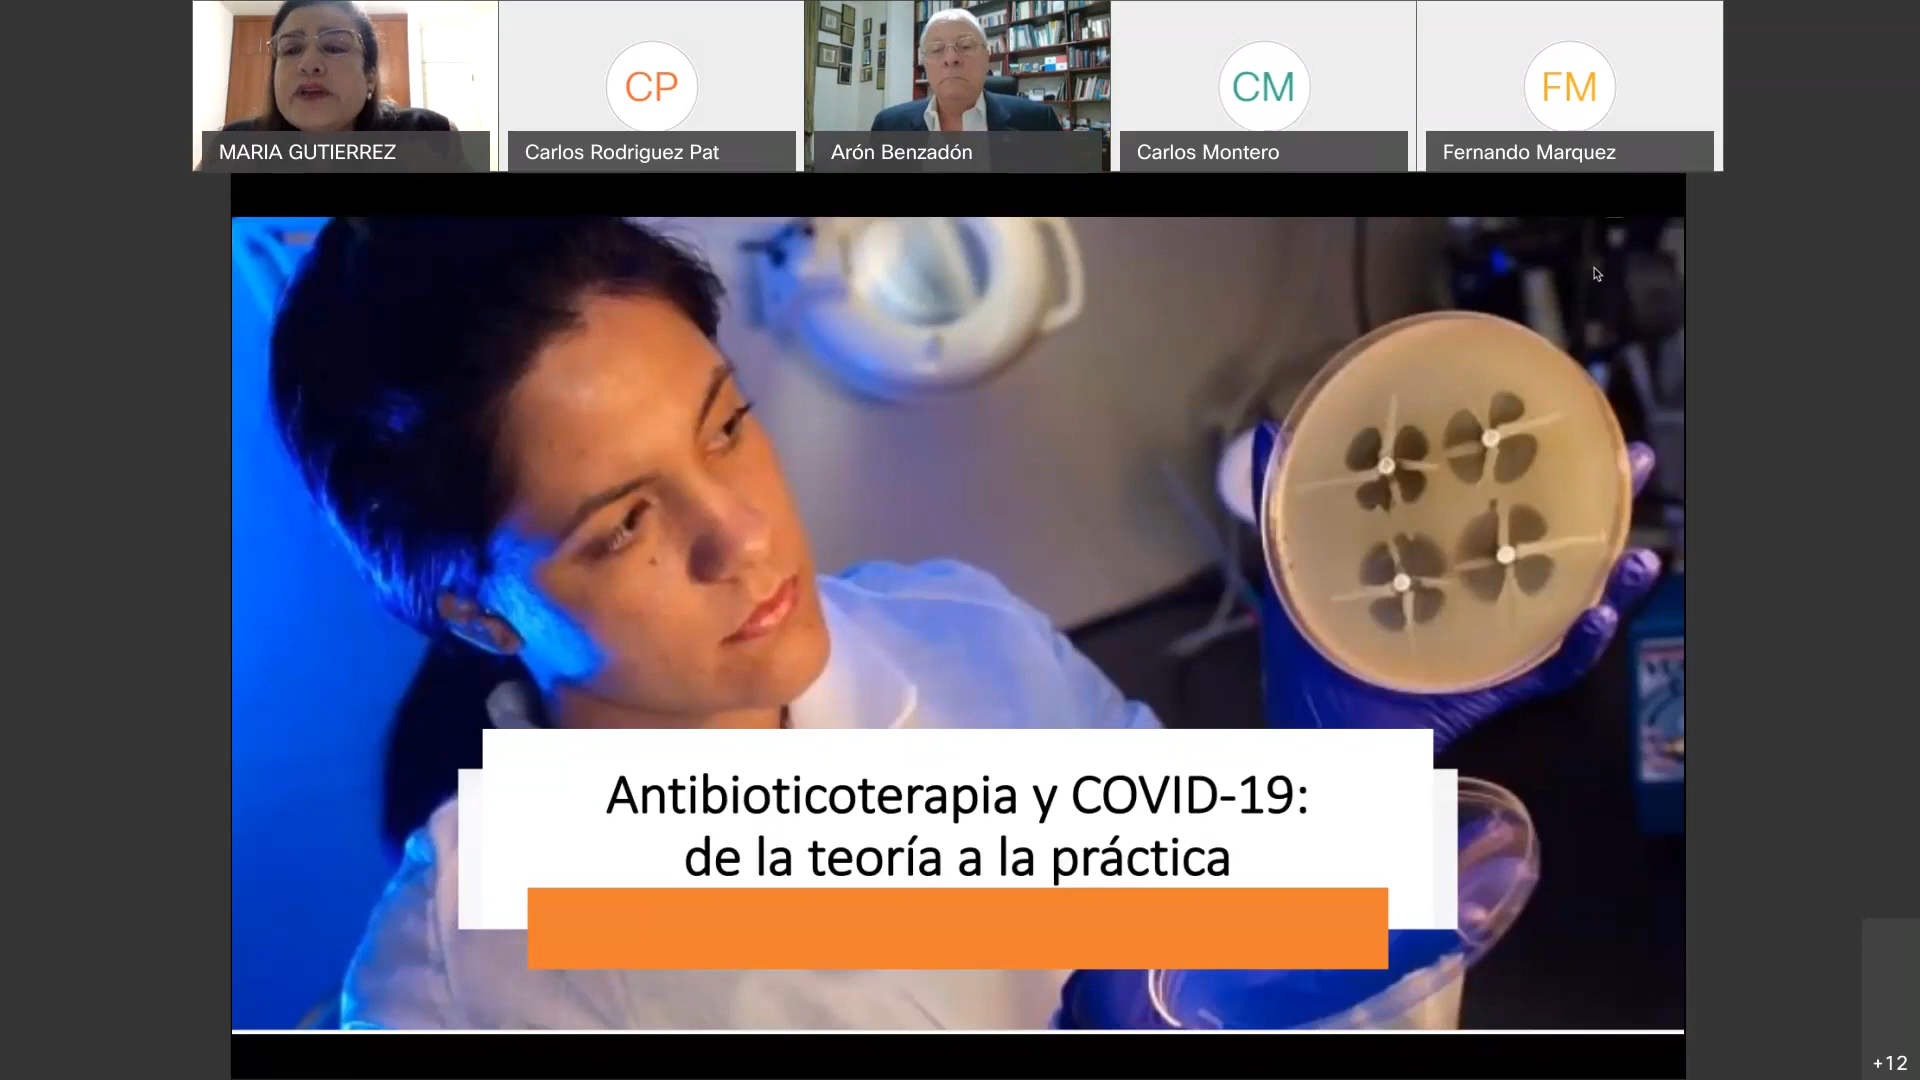 MARIA GUTIERREZ
CP
Carlos Rodriguez Pat
Arón Benzadón
CM
Carlos Montero
FM
Fernando Marquez
Antibioticoterapia y COVID-19:
de la teoría a la práctica
+12